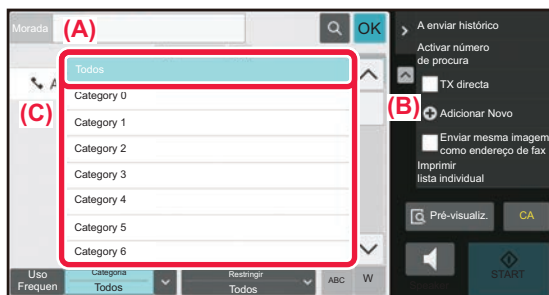 Morada
(A)
OK
Todos
(C)
Category 0
Category 1
Category 2
Category 3
Category 4
Category 5
Category 6
Uso
Frequen
Categoria
Todos
Restringir
Todos
ABC
W
A enviar histórico
Activar número
de procura
TX directa
(B)
Adicionar Novo
Enviar mesma imagem
como endereço de fax
Imprimir
lista individual
Pré-visualiz.
CA
START